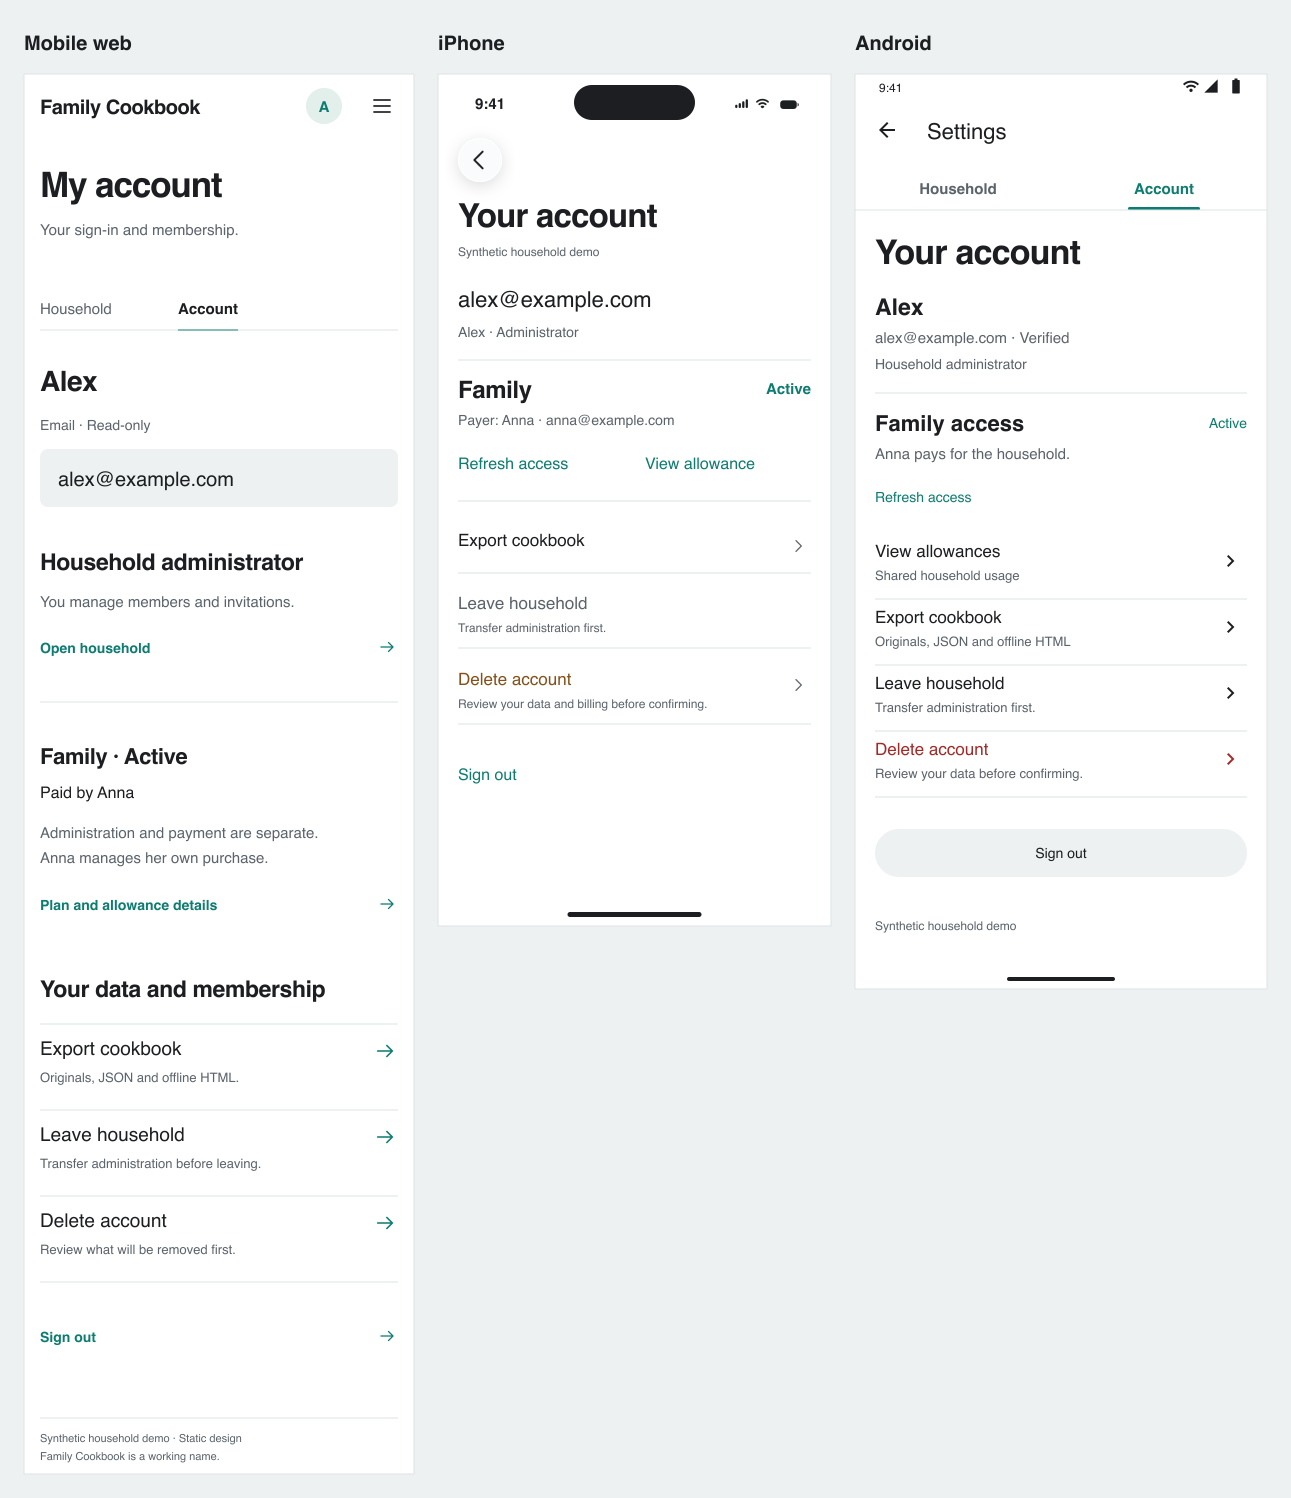 Mobile web
Family Cookbook
A
My account
Your sign-in and membership.
Household
Account
Alex
Email · Read-only
alex@example.com
Household administrator
You manage members and invitations.
Open household
Family · Active
Paid by Anna
Administration and payment are separate.
Anna manages her own purchase.
Plan and allowance details
Your data and membership
Export cookbook
Originals, JSON and offline HTML.
Leave household
Transfer administration before leaving.
Delete account
Review what will be removed first.
Sign out
Synthetic household demo · Static design
Family Cookbook is a working name.
iPhone
9:41
Your account
Synthetic household demo
alex@example.com
Alex · Administrator
Family
Active
Payer: Anna · anna@example.com
Refresh access
View allowance
Export cookbook
Leave household
Transfer administration first.
Delete account
Review your data and billing before confirming.
Sign out
Android
9:41
Settings
Household
Account
Your account
Alex
alex@example.com · Verified
Household administrator
Family access
Active
Anna pays for the household.
Refresh access
View allowances
Shared household usage
Export cookbook
Originals, JSON and offline HTML
Leave household
Transfer administration first.
Delete account
Review your data before confirming.
Sign out
Synthetic household demo